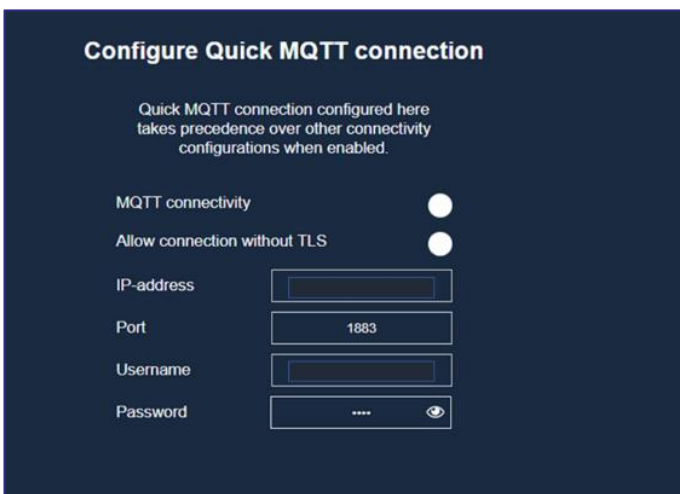 Configure Quick MQTT connection
Quick MQTT connection configured here
takes precedence over other connectivity
configurations when enabled.
MQTT connectivity
Allow connection without TLS
IP-address
Port 1883
Username
Password ····